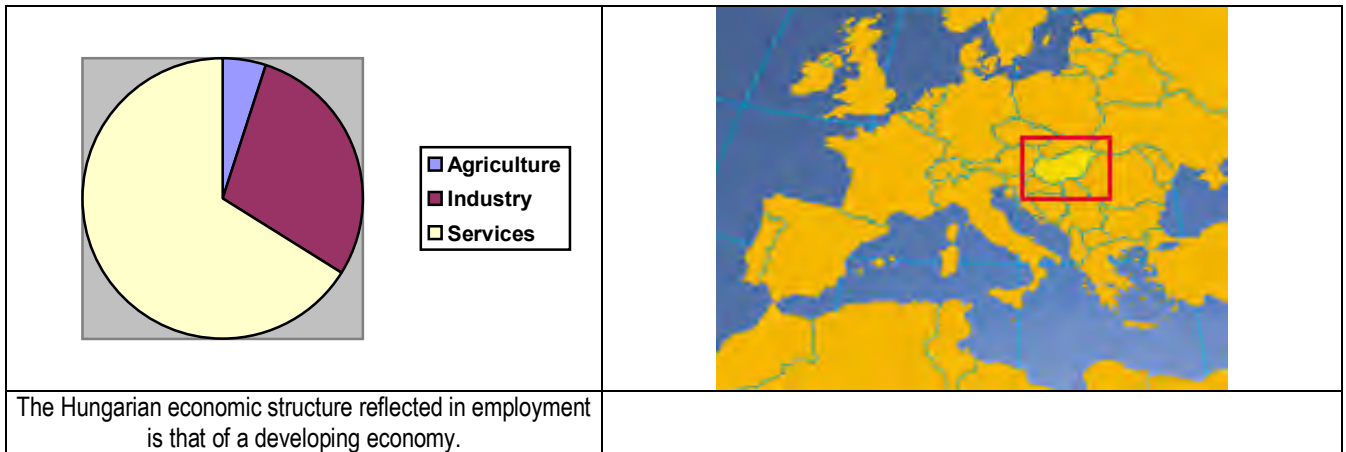 Agriculture
Industry
Services
The Hungarian economic structure reflected in employment
is that of a developing economy.